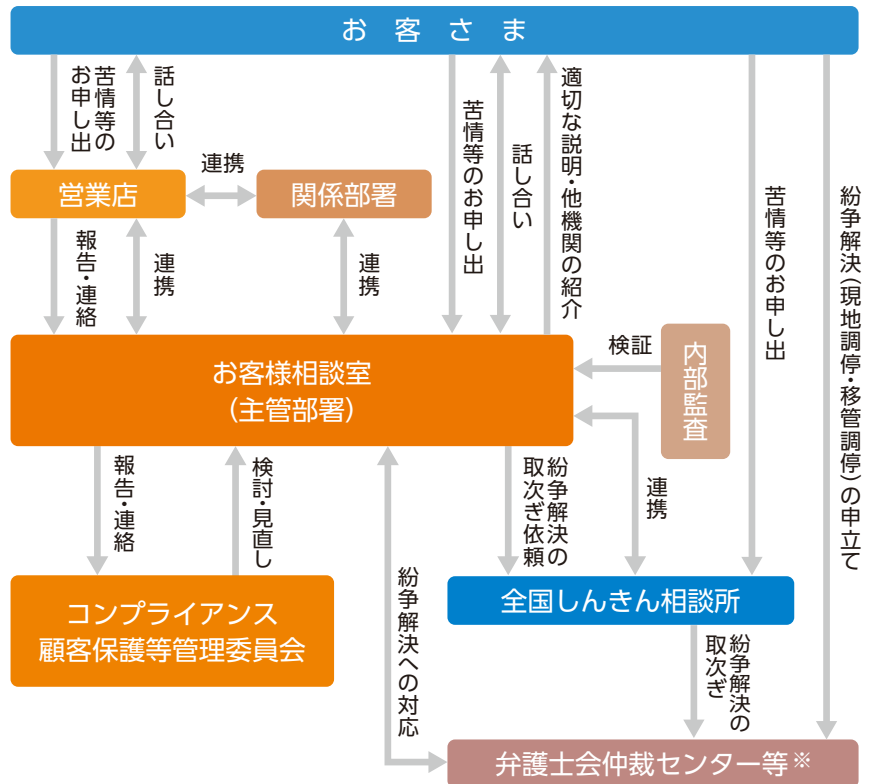 お客さま
苦情等の
お申し出
話し合い
苦情等のお申し出
話し合い
適切な説明・他機関の紹介
苦情等のお申し出
紛争解決(現地調停・移管調停)の申立て
営業店
連携
関係部署
報告・連絡
連携
連携
お客様相談室
(主管部署)
検証
内部監査
報告・連絡
検討・見直し
紛争解決の
取次ぎ依頼
連携
コンプライアンス
顧客保護等管理委員会
紛争解決への対応
全国しんきん相談所
紛争解決の
取次ぎ
弁護士会仲裁センター等※